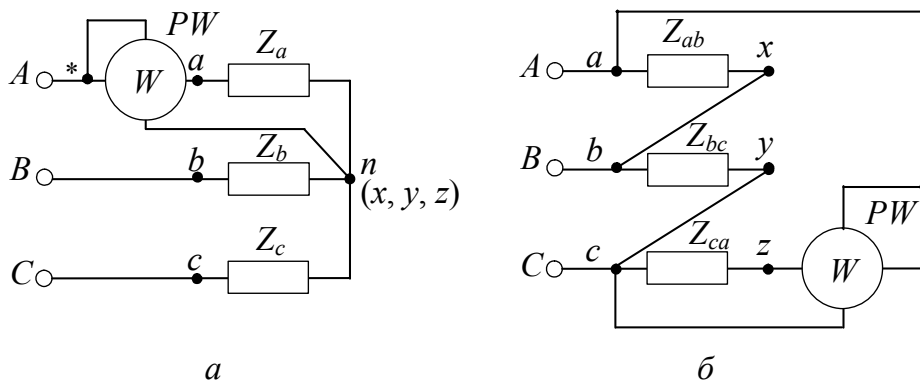 PW
A * W a Z_a
B b Z_b n
(x, y, z)
C c Z_c
а
A a Z_ab x
B b Z_bc y
PW
C c Z_ca z W
б